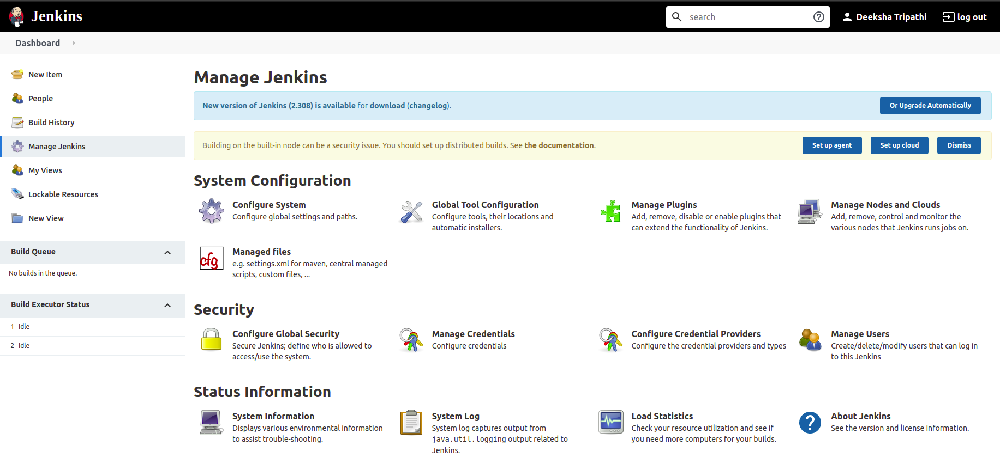 Jenkins
search
Deeksha Tripathi
log out
Dashboard
New Item
People
Build History
Manage Jenkins
My Views
Lockable Resources
New View
Build Queue
No builds in the queue.
Build Executor Status
1 Idle
2 Idle
Manage Jenkins
New version of Jenkins (2.308) is available for download (changelog).
Or Upgrade Automatically
Building on the built-in node can be a security issue. You should set up distributed builds. See the documentation.
Set up agent
Set up cloud
Dismiss
System Configuration
Configure System
Configure global settings and paths.
Global Tool Configuration
Configure tools, their locations and
automatic installers.
Manage Plugins
Add, remove, disable or enable plugins that
can extend the functionality of Jenkins.
Manage Nodes and Clouds
Add, remove, control and monitor the
various nodes that Jenkins runs jobs on.
cfg
Managed files
e.g. settings.xml for maven, central managed
scripts, custom files, ...
Security
Configure Global Security
Secure Jenkins; define who is allowed to
access/use the system.
Manage Credentials
Configure credentials
Configure Credential Providers
Configure the credential providers and types
Manage Users
Create/delete/modify users that can log in
to this Jenkins
Status Information
System Information
Displays various environmental information
to assist trouble-shooting.
System Log
System log captures output from
java.util.logging output related to
Jenkins.
Load Statistics
Check your resource utilization and see if
you need more computers for your builds.
About Jenkins
See the version and license information.